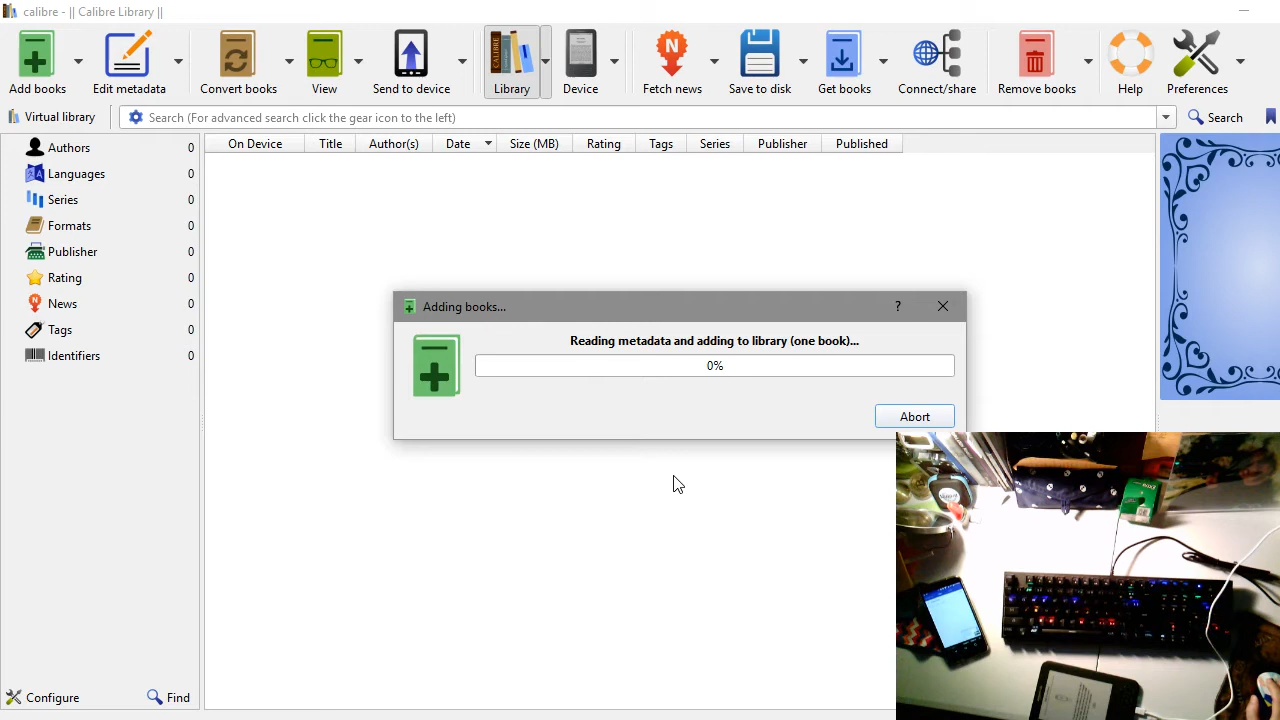 calibre - || Calibre Library ||
Add books
Edit metadata
Convert books
View
Send to device
Library
Device
Fetch news
Save to disk
Get books
Connect/share
Remove books
Help
Preferences
Virtual library
Search (For advanced search click the gear icon to the left)
Search
Authors 0
Languages 0
Series 0
Formats 0
Publisher 0
Rating 0
News 0
Tags 0
Identifiers 0
On Device Title Author(s) Date Size (MB) Rating Tags Series Publisher Published
Adding books... ?
Reading metadata and adding to library (one book)...
0%
Abort
Configure
Find